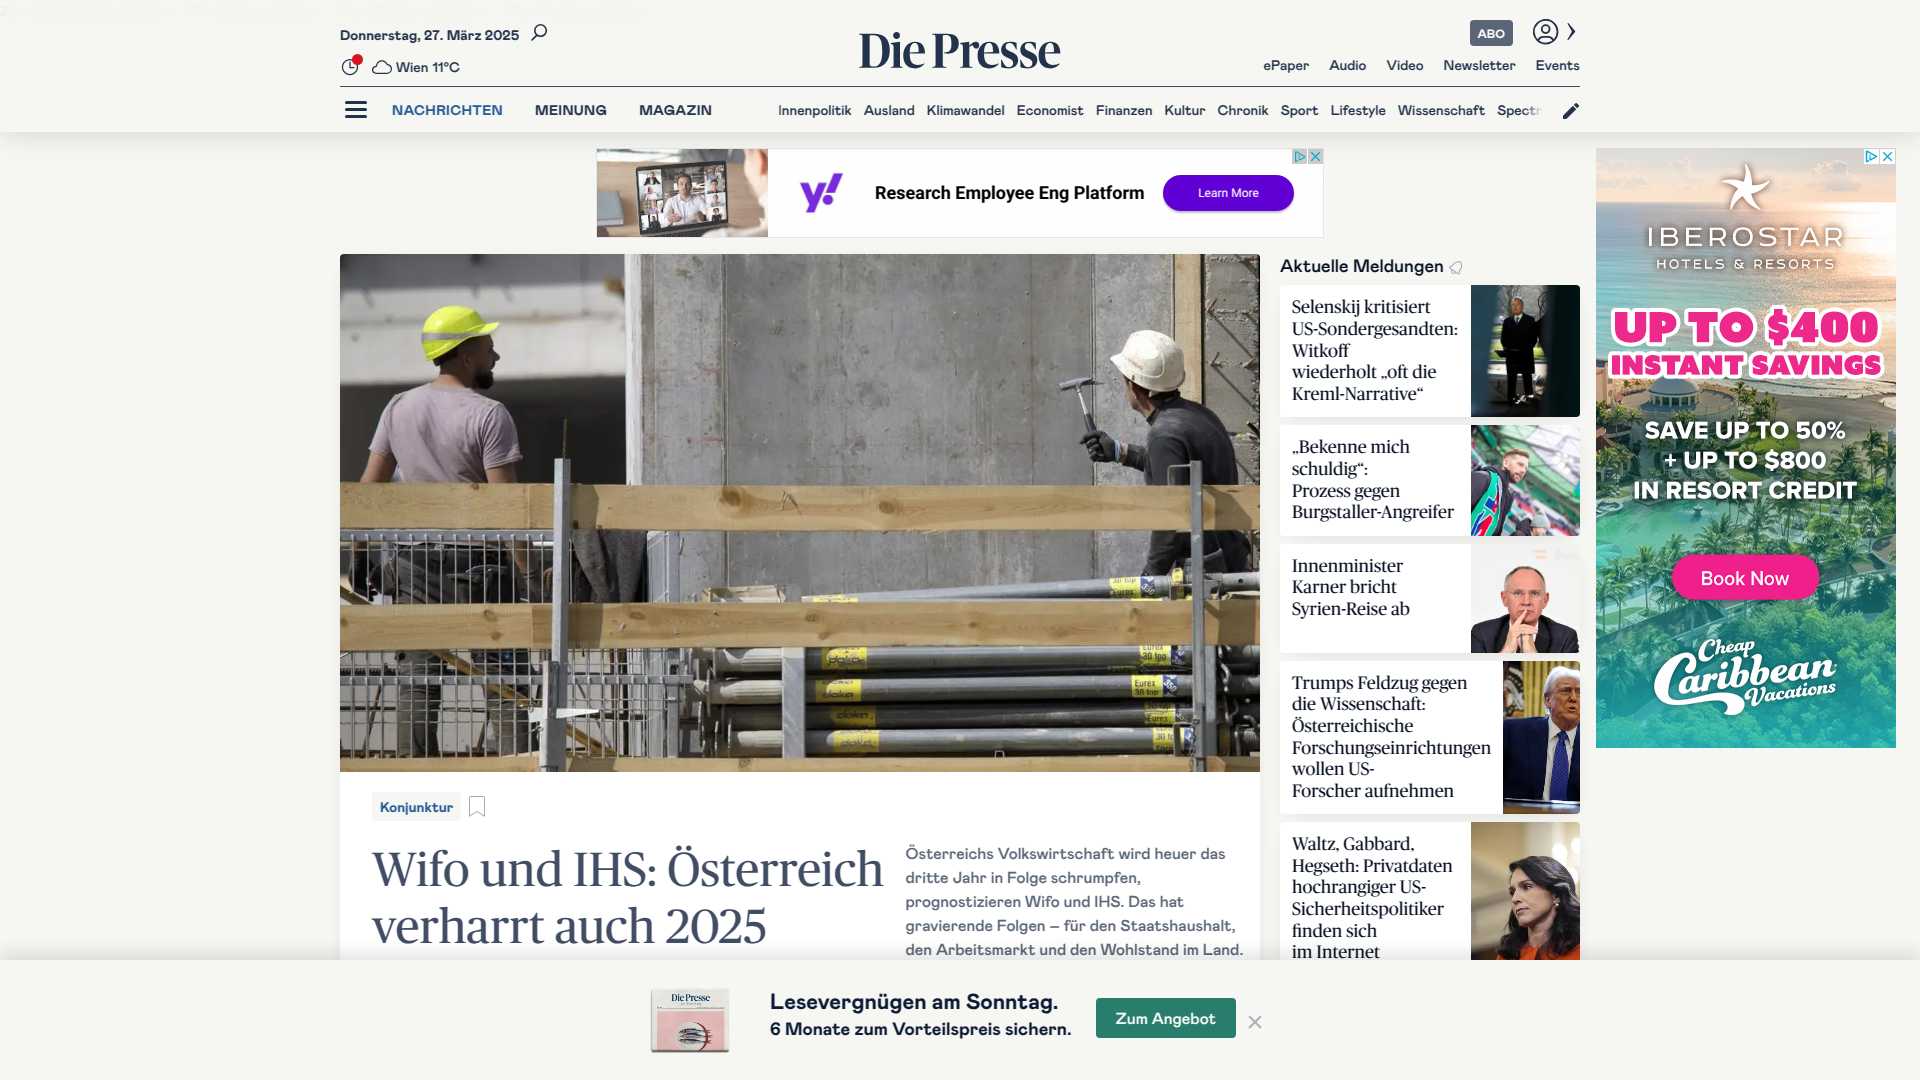 Donnerstag, 27. März 2025
Wien 11°C
Die Presse
ABO
ePaper Audio Video Newsletter Events
NACHRICHTEN MEINUNG MAGAZIN
Innenpolitik Ausland Klimawandel Economist Finanzen Kultur Chronik Sport Lifestyle Wissenschaft Spectr
y!
Research Employee Eng Platform
Learn More
Konjunktur
Wifo und IHS: Österreich
verharrt auch 2025
Österreichs Volkswirtschaft wird heuer das
dritte Jahr in Folge schrumpfen,
prognostizieren Wifo und IHS. Das hat
gravierende Folgen – für den Staatshaushalt,
den Arbeitsmarkt und den Wohlstand im Land.
Aktuelle Meldungen
Selenskij kritisiert
US-Sondergesandten:
Witkoff
wiederholt „oft die
Kreml-Narrative“
„Bekenne mich
schuldig“:
Prozess gegen
Burgstaller-Angreifer
Innenminister
Karner bricht
Syrien-Reise ab
Trumps Feldzug gegen
die Wissenschaft:
Österreichische
Forschungseinrichtungen
wollen US-
Forscher aufnehmen
Waltz, Gabbard,
Hegseth: Privatdaten
hochrangiger US-
Sicherheitspolitiker
finden sich
im Internet
IBEROSTAR
HOTELS & RESORTS
UP TO $400
INSTANT SAVINGS
SAVE UP TO 50%
+ UP TO $800
IN RESORT CREDIT
Book Now
Cheap
Caribbean
Vacations
Die Presse
Lesevergnügen am Sonntag.
6 Monate zum Vorteilspreis sichern.
Zum Angebot